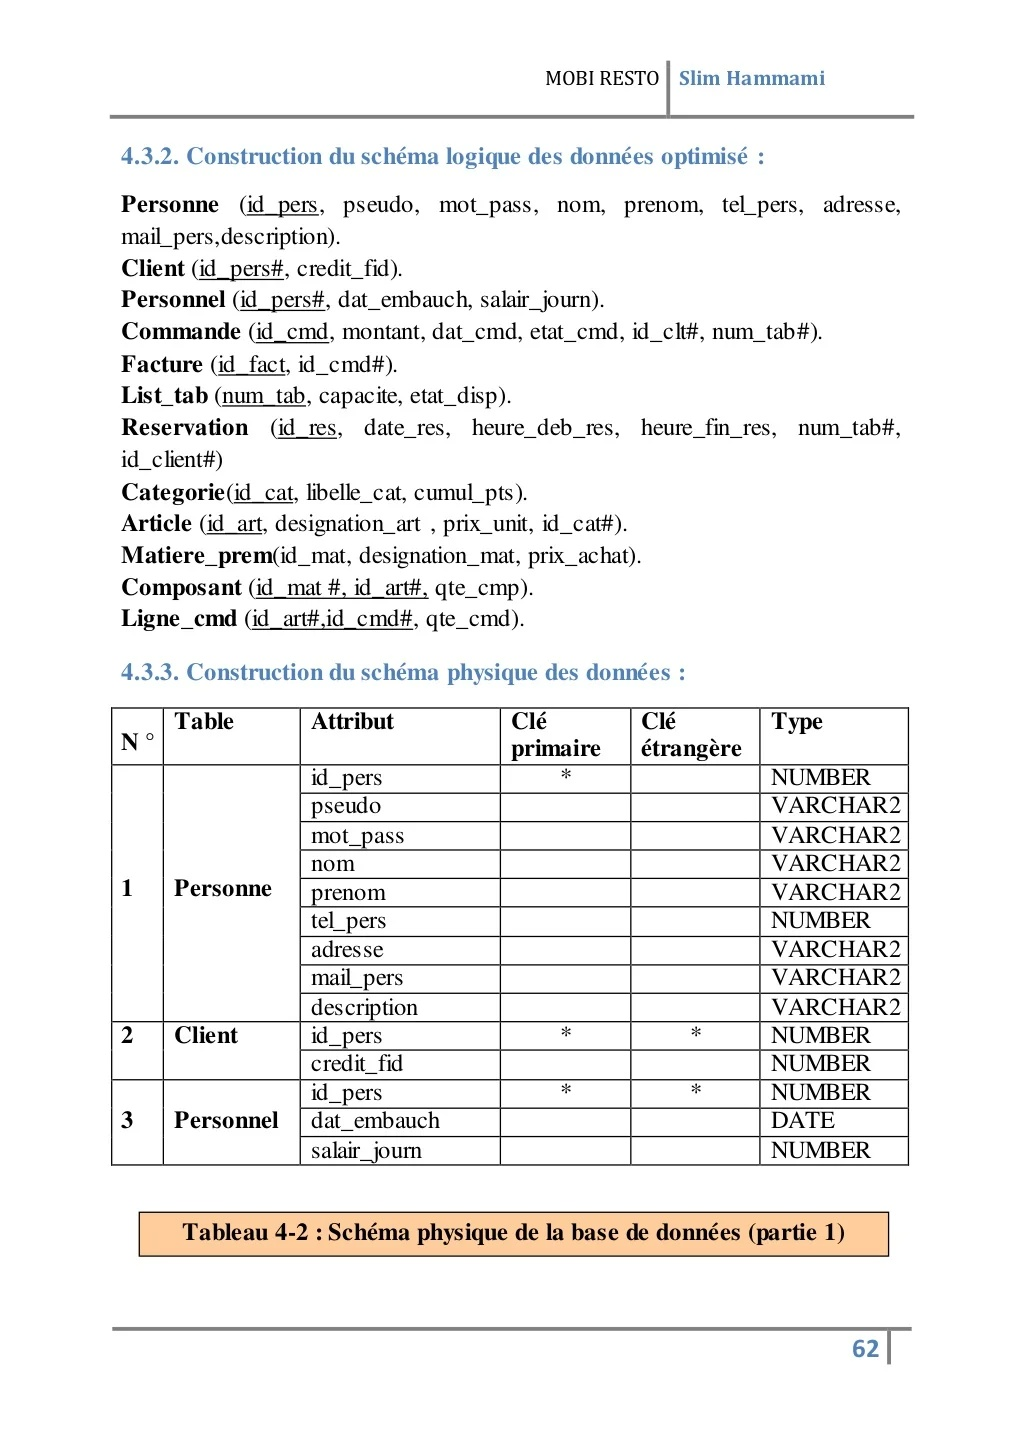 MOBI RESTO Slim Hammami
4.3.2. Construction du schéma logique des données optimisé :
Personne (id_pers, pseudo, mot_pass, nom, prenom, tel_pers, adresse,
mail_pers,description).
Client (id_pers#, credit_fid).
Personnel (id_pers#, dat_embauch, salair_journ).
Commande (id_cmd, montant, dat_cmd, etat_cmd, id_clt#, num_tab#).
Facture (id_fact, id_cmd#).
List_tab (num_tab, capacite, etat_disp).
Reservation (id_res, date_res, heure_deb_res, heure_fin_res, num_tab#,
id_client#)
Categorie(id_cat, libelle_cat, cumul_pts).
Article (id_art, designation_art , prix_unit, id_cat#).
Matiere_prem(id_mat, designation_mat, prix_achat).
Composant (id_mat #, id_art#, qte_cmp).
Ligne_cmd (id_art#,id_cmd#, qte_cmd).
4.3.3. Construction du schéma physique des données :
N ° Table Attribut Clé primaire Clé étrangère Type
1 Personne id_pers * NUMBER
pseudo VARCHAR2
mot_pass VARCHAR2
nom VARCHAR2
prenom VARCHAR2
tel_pers NUMBER
adresse VARCHAR2
mail_pers VARCHAR2
description VARCHAR2
2 Client id_pers * * NUMBER
credit_fid NUMBER
3 Personnel id_pers * * NUMBER
dat_embauch DATE
salair_journ NUMBER
Tableau 4-2 : Schéma physique de la base de données (partie 1)
62